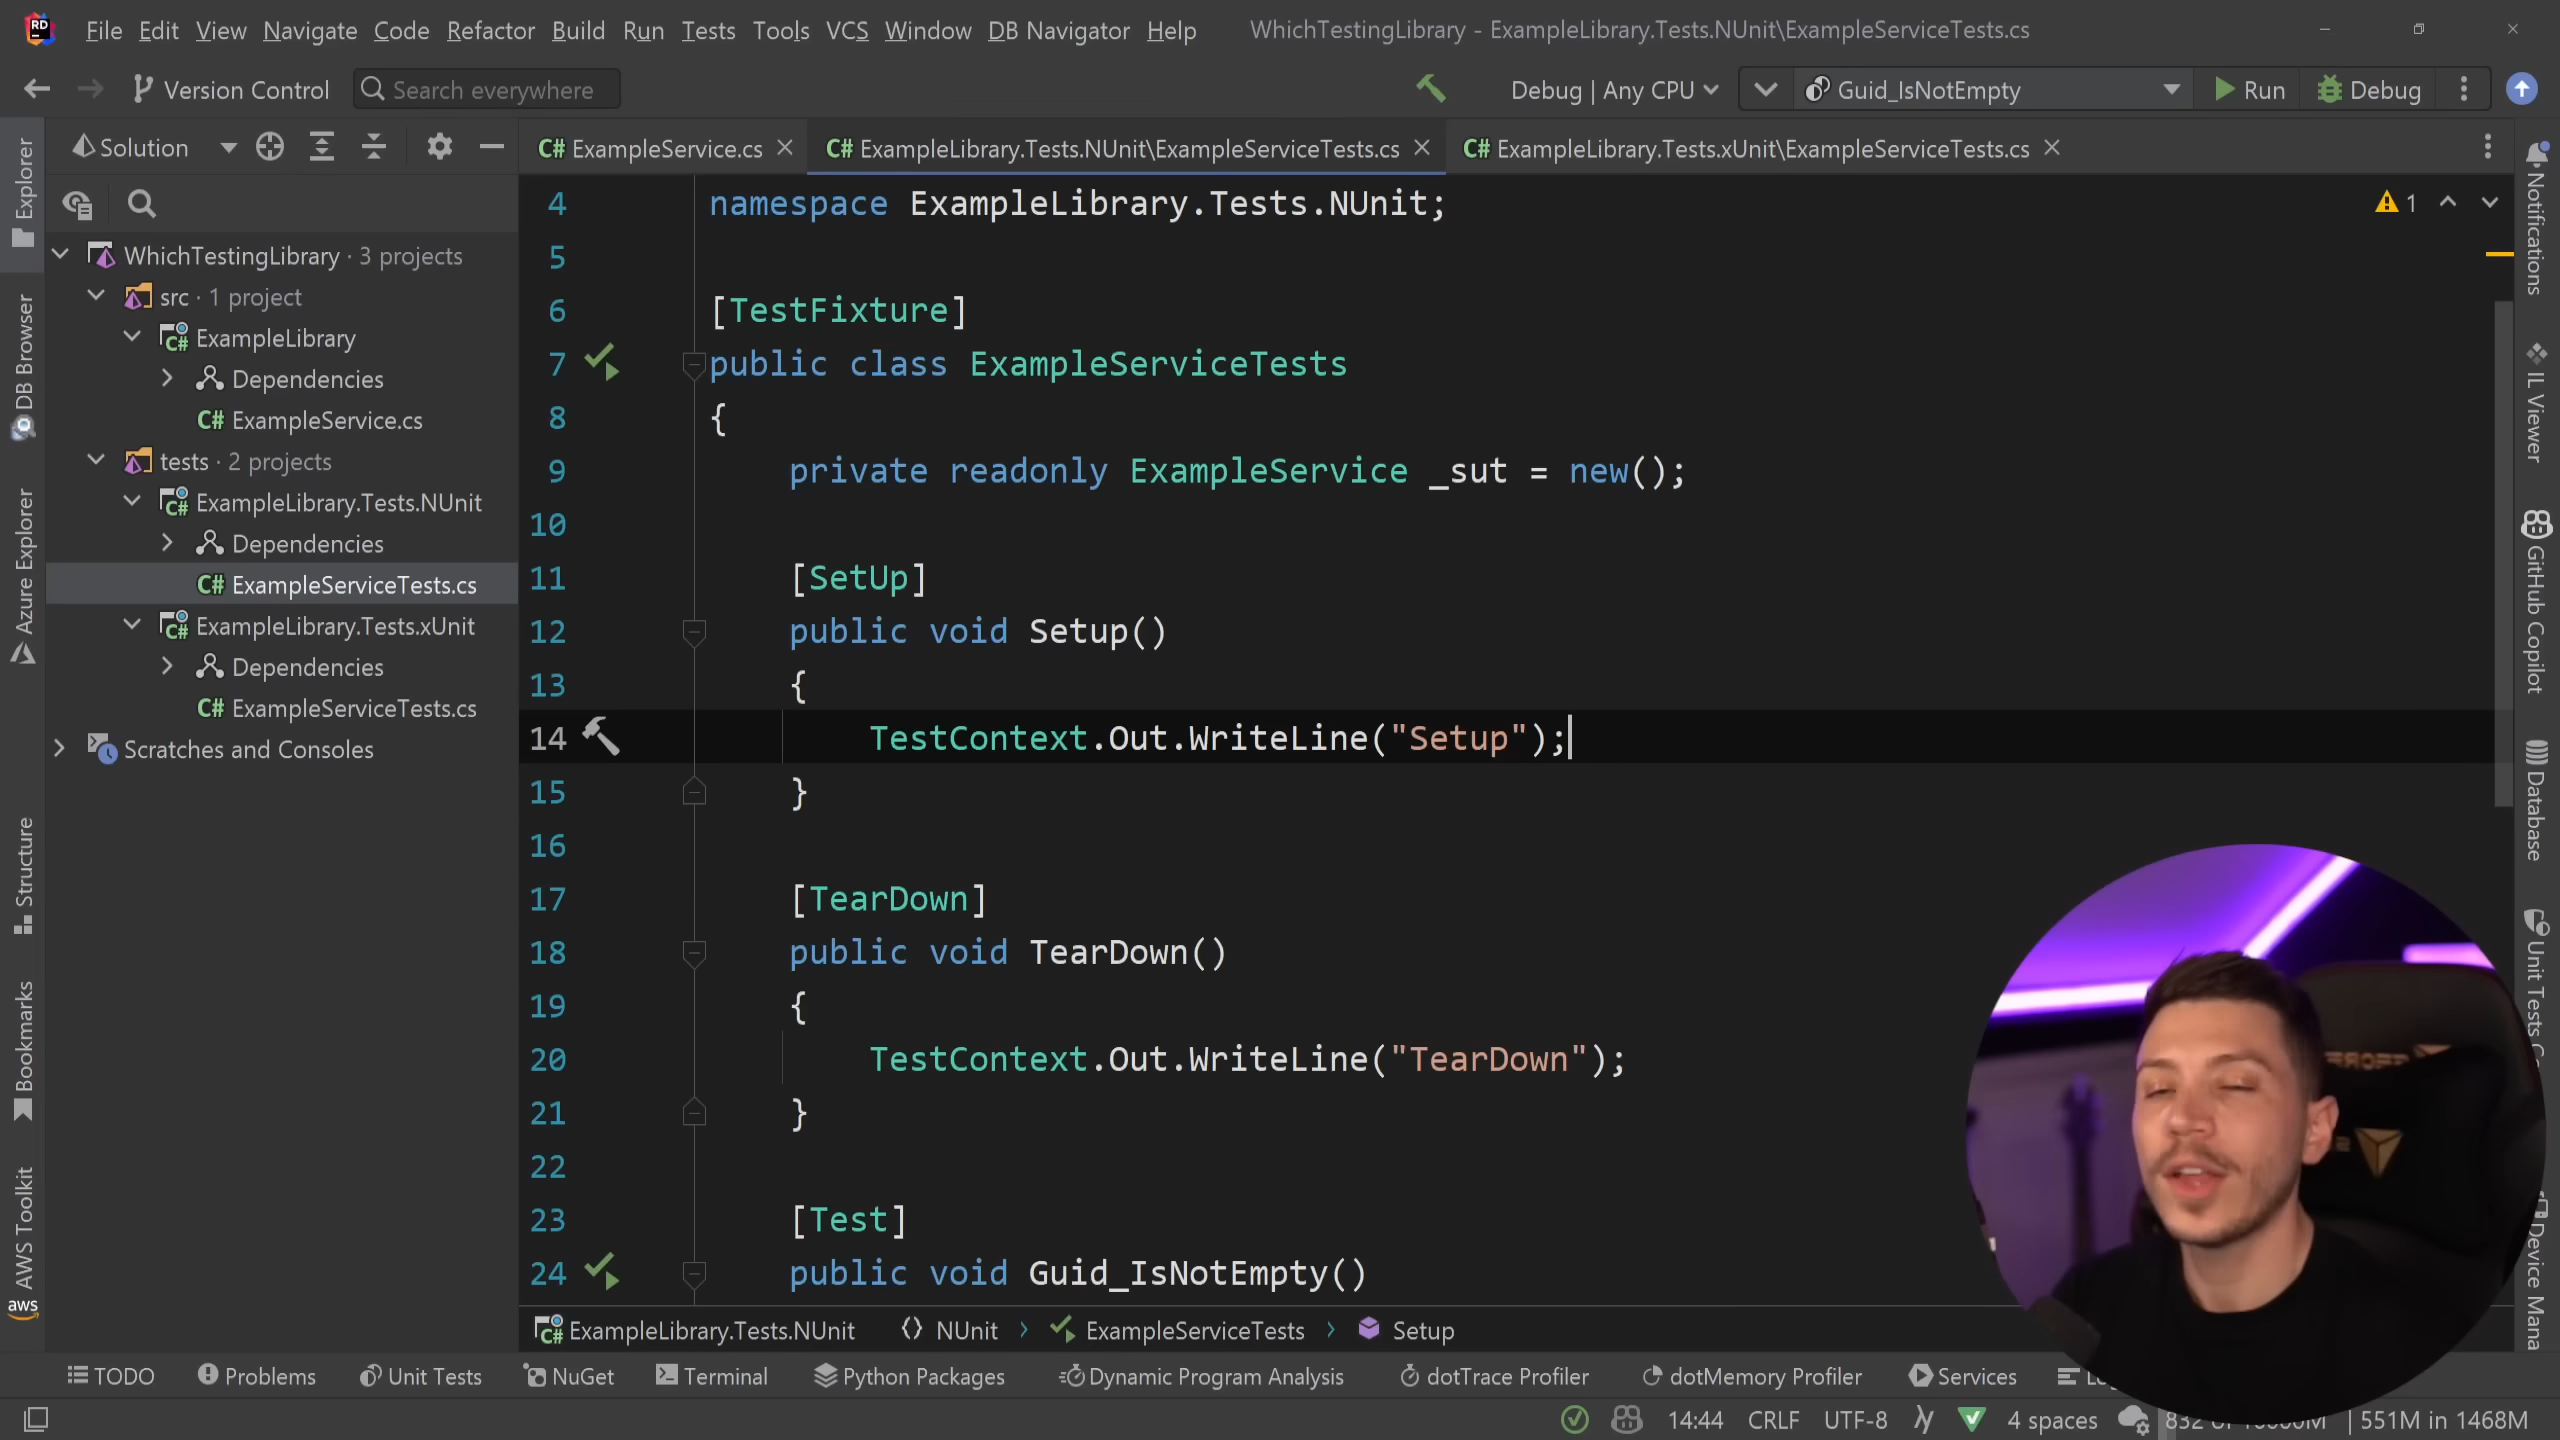 RD File Edit View Navigate Code Refactor Build Run Tests Tools VCS Window DB Navigator Help WhichTestingLibrary - ExampleLibrary.Tests.NUnit\ExampleServiceTests.cs
Version Control Search everywhere Debug | Any CPU Guid_IsNotEmpty Run Debug
Solution
C# ExampleService.cs C# ExampleLibrary.Tests.NUnit\ExampleServiceTests.cs C# ExampleLibrary.Tests.xUnit\ExampleServiceTests.cs
Explorer
DB Browser
Azure Explorer
Structure
Bookmarks
AWS Toolkit
aws
WhichTestingLibrary · 3 projects
src · 1 project
C# ExampleLibrary
Dependencies
C# ExampleService.cs
tests · 2 projects
C# ExampleLibrary.Tests.NUnit
Dependencies
C# ExampleServiceTests.cs
C# ExampleLibrary.Tests.xUnit
Dependencies
C# ExampleServiceTests.cs
Scratches and Consoles
1
4 namespace ExampleLibrary.Tests.NUnit;
5
6 [TestFixture]
7 public class ExampleServiceTests
8 {
9 private readonly ExampleService _sut = new();
10
11 [SetUp]
12 public void Setup()
13 {
14 TestContext.Out.WriteLine("Setup");
15 }
16
17 [TearDown]
18 public void TearDown()
19 {
20 TestContext.Out.WriteLine("TearDown");
21 }
22
23 [Test]
24 public void Guid_IsNotEmpty()
Notifications
IL Viewer
GitHub Copilot
Database
Unit Tests
Device Mana
C# ExampleLibrary.Tests.NUnit NUnit ExampleServiceTests Setup
TODO Problems Unit Tests NuGet Terminal Python Packages Dynamic Program Analysis dotTrace Profiler dotMemory Profiler Services
14:44 CRLF UTF-8 4 spaces 551M in 1468M